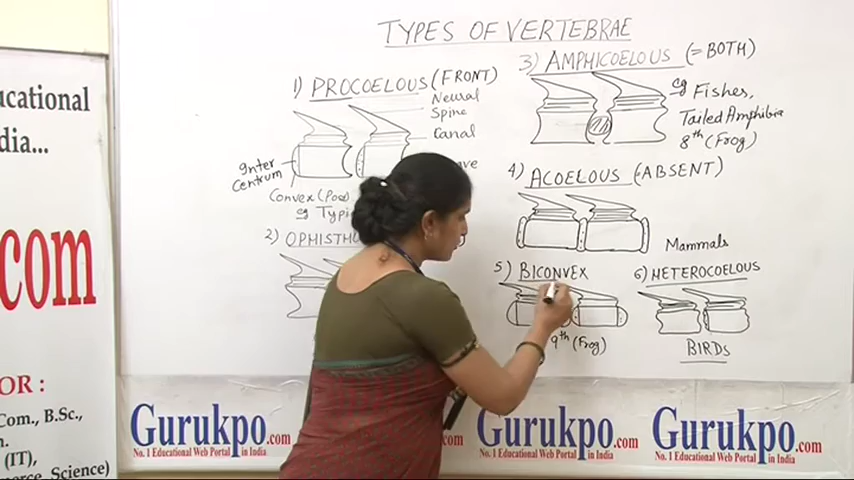 TYPES OF VERTEBRAE
1) PROCOELOUS (FRONT)
Neural
Spine
Canal
Inter
Centrum
Convex
eg Typi
2) OPHISTHO
3) AMPHICOELOUS (=BOTH)
eg Fishes,
Tailed Amphibia
8th (Frog)
4) ACOELOUS (=ABSENT)
Mammals
5) BICONVEX
9th (Frog)
6) HETEROCOELOUS
BIRDS
ducational
dia...
com
OR :
Com., B.Sc.,
(IT),
merce, Science)
Gurukpo.com
No. 1 Educational Web Portal in India
Gurukpo.com
No. 1 Educational Web Portal in India
Gurukpo.com
No. 1 Educational Web Portal in India